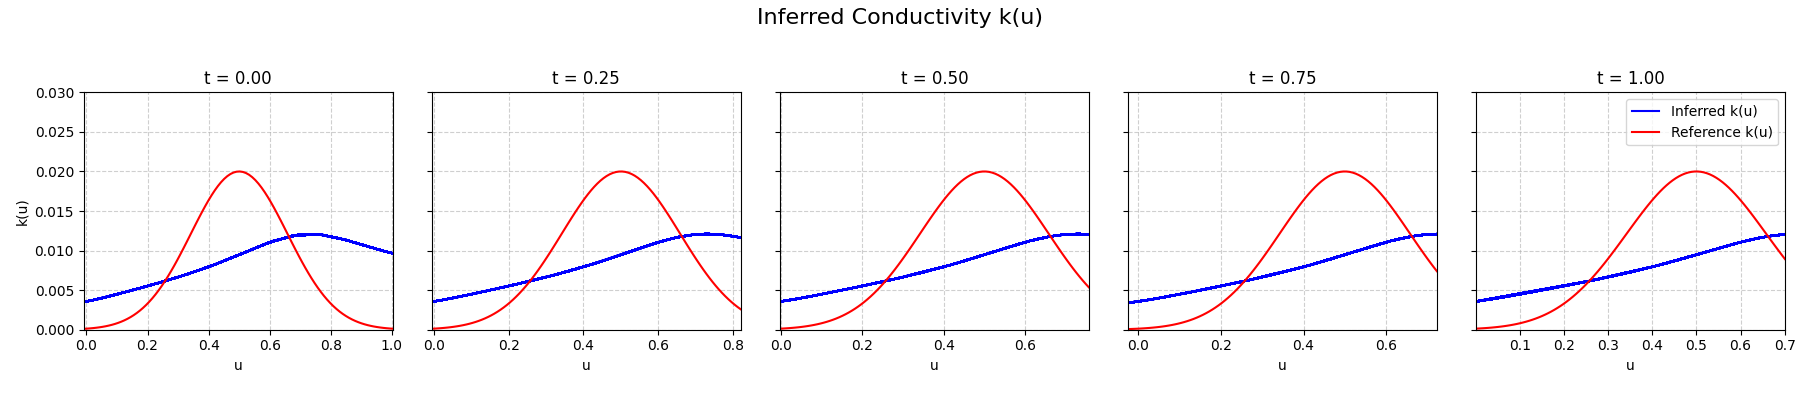 Inferred Conductivity k(u)
t = 0.00
t = 0.25
t = 0.50
t = 0.75
t = 1.00
k(u)
0.030
0.025
0.020
0.015
0.010
0.005
0.000
Inferred k(u)
Reference k(u)
0.0 0.2 0.4 0.6 0.8 1.0
0.0 0.2 0.4 0.6 0.8
0.0 0.2 0.4 0.6
0.0 0.2 0.4 0.6
0.1 0.2 0.3 0.4 0.5 0.6 0.7
u
u
u
u
u